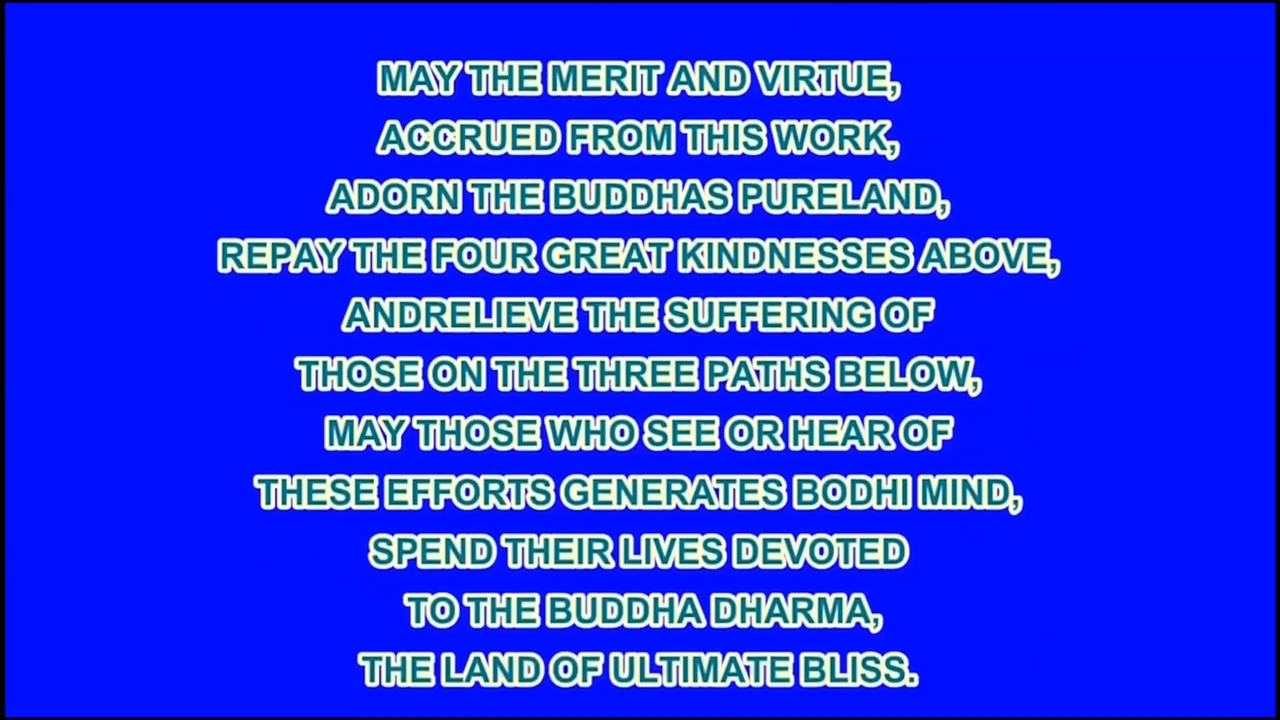 MAY THE MERIT AND VIRTUE,
ACCRUED FROM THIS WORK,
ADORN THE BUDDHAS PURELAND,
REPAY THE FOUR GREAT KINDNESSES ABOVE,
ANDRELIEVE THE SUFFERING OF
THOSE ON THE THREE PATHS BELOW,
MAY THOSE WHO SEE OR HEAR OF
THESE EFFORTS GENERATES BODHI MIND,
SPEND THEIR LIVES DEVOTED
TO THE BUDDHA DHARMA,
THE LAND OF ULTIMATE BLISS.